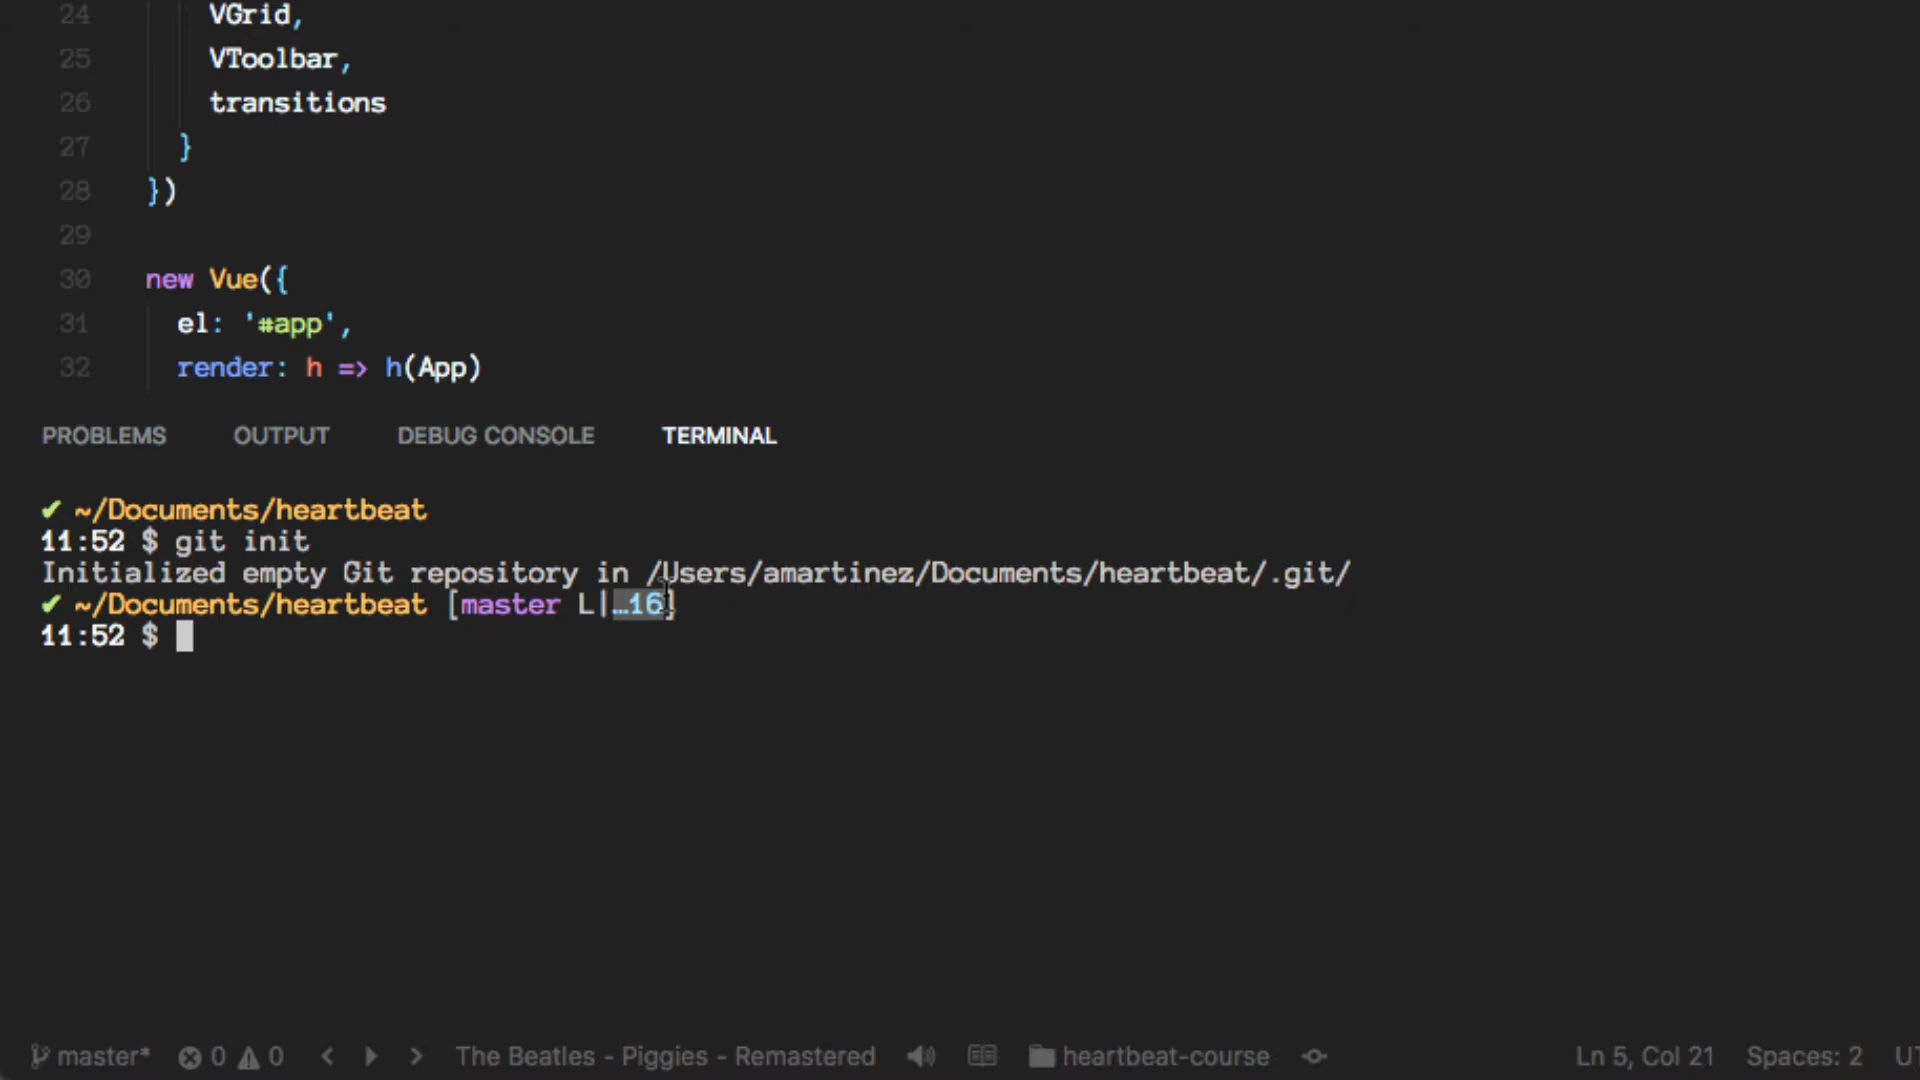 24 VGrid,
25 VToolbar,
26 transitions
27 }
28 })
29
30 new Vue({
31 el: '#app',
32 render: h => h(App)
PROBLEMS OUTPUT DEBUG CONSOLE TERMINAL
✔ ~/Documents/heartbeat
11:52 $ git init
Initialized empty Git repository in /Users/amartinez/Documents/heartbeat/.git/
✔ ~/Documents/heartbeat [master L|…16]
11:52 $
master* 0 0 < > The Beatles - Piggies - Remastered heartbeat-course Ln 5, Col 21 Spaces: 2 UT